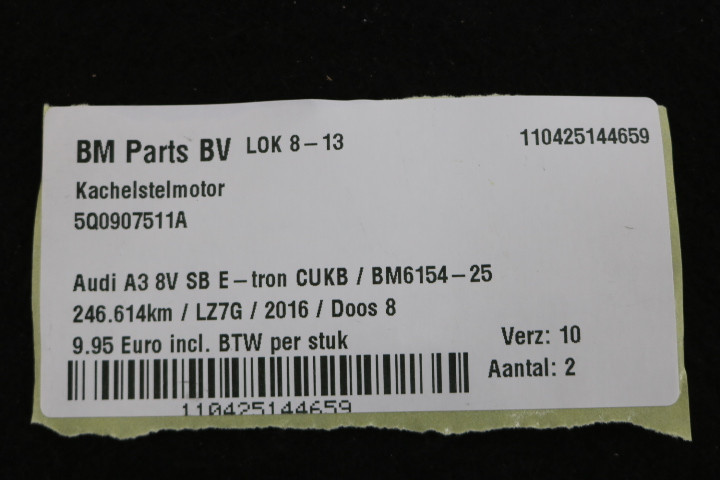 BM Parts BV LOK 8-13 110425144659
Kachelstelmotor
5Q0907511A
Audi A3 8V SB E-tron CUKB / BM6154-25
246.614km / LZ7G / 2016 / Doos 8
9.95 Euro incl. BTW per stuk Verz: 10
Aantal: 2
110425144659